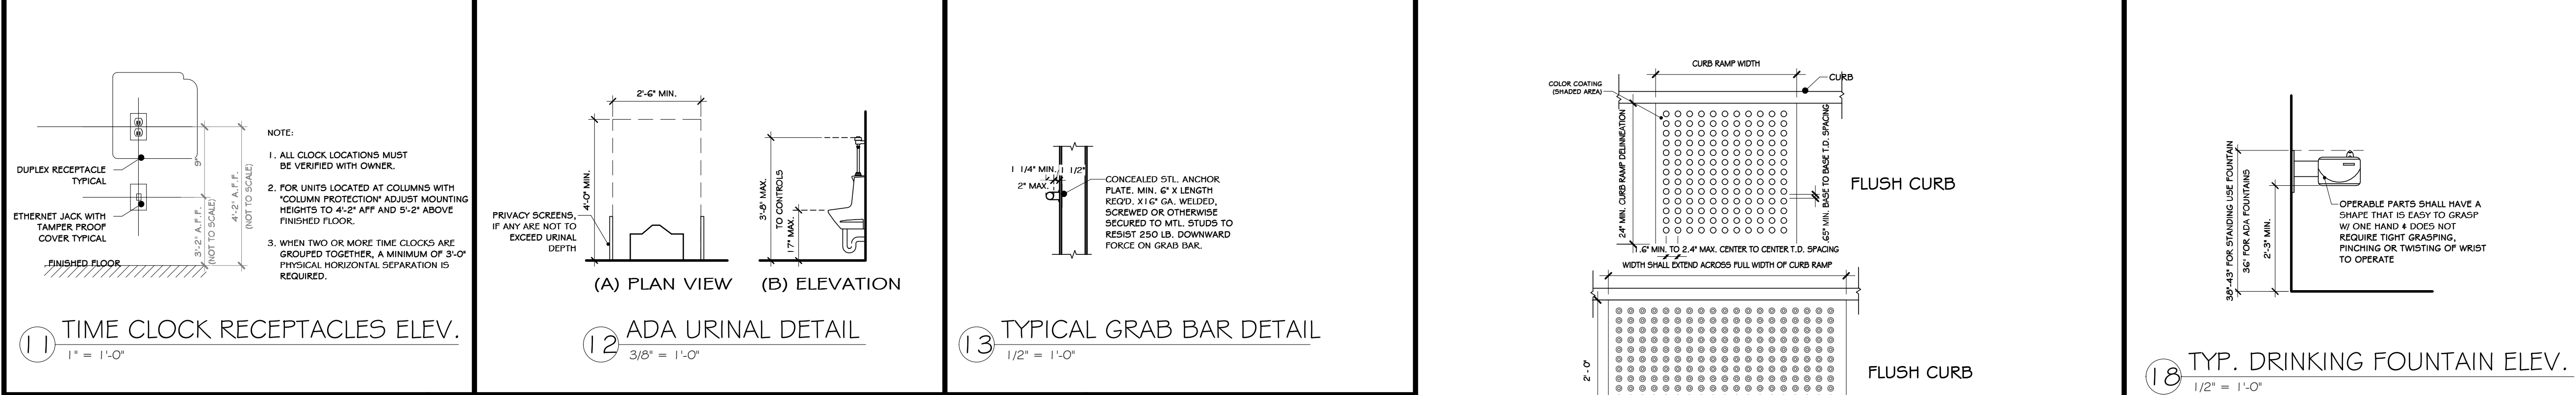 DUPLEX RECEPTACLE
TYPICAL
ETHERNET JACK WITH
TAMPER PROOF
COVER TYPICAL
FINISHED FLOOR
9"
3'-2" A.F.F.
(NOT TO SCALE)
4'-2" A.F.F.
(NOT TO SCALE)
NOTE:
1. ALL CLOCK LOCATIONS MUST
BE VERIFIED WITH OWNER.
2. FOR UNITS LOCATED AT COLUMNS WITH
"COLUMN PROTECTION" ADJUST MOUNTING
HEIGHTS TO 4'-2" AFF AND 5'-2" ABOVE
FINISHED FLOOR.
3. WHEN TWO OR MORE TIME CLOCKS ARE
GROUPED TOGETHER, A MINIMUM OF 3'-0"
PHYSICAL HORIZONTAL SEPARATION IS
REQUIRED.
11 TIME CLOCK RECEPTACLES ELEV.
1" = 1'-0"
2'-6" MIN.
4'-0" MIN.
PRIVACY SCREENS,
IF ANY ARE NOT TO
EXCEED URINAL
DEPTH
3'-8" MAX.
TO CONTROLS
17" MAX.
(A) PLAN VIEW
(B) ELEVATION
12 ADA URINAL DETAIL
3/8" = 1'-0"
1 1/4" MIN.
1 1/2"
2" MAX.
CONCEALED STL. ANCHOR
PLATE. MIN. 6" X LENGTH
REQ'D. X16" GA. WELDED,
SCREWED OR OTHERWISE
SECURED TO MTL. STUDS TO
RESIST 250 LB. DOWNWARD
FORCE ON GRAB BAR.
13 TYPICAL GRAB BAR DETAIL
1/2" = 1'-0"
CURB RAMP WIDTH
COLOR COATING
(SHADED AREA)
CURB
24" MIN. CURB RAMP DELINNEATION
.65" MIN. BASE TO BASE T.D. SPACING
FLUSH CURB
1.6" MIN. TO 2.4" MAX. CENTER TO CENTER T.D. SPACING
WIDTH SHALL EXTEND ACROSS FULL WIDTH OF CURB RAMP
2'-0"
FLUSH CURB
38"-43" FOR STANDING USE FOUNTAIN
36" FOR ADA FOUNTAINS
2'-3" MIN.
OPERABLE PARTS SHALL HAVE A
SHAPE THAT IS EASY TO GRASP
W/ ONE HAND & DOES NOT
REQUIRE TIGHT GRASPING,
PINCHING OR TWISTING OF WRIST
TO OPERATE
18 TYP. DRINKING FOUNTAIN ELEV.
1/2" = 1'-0"